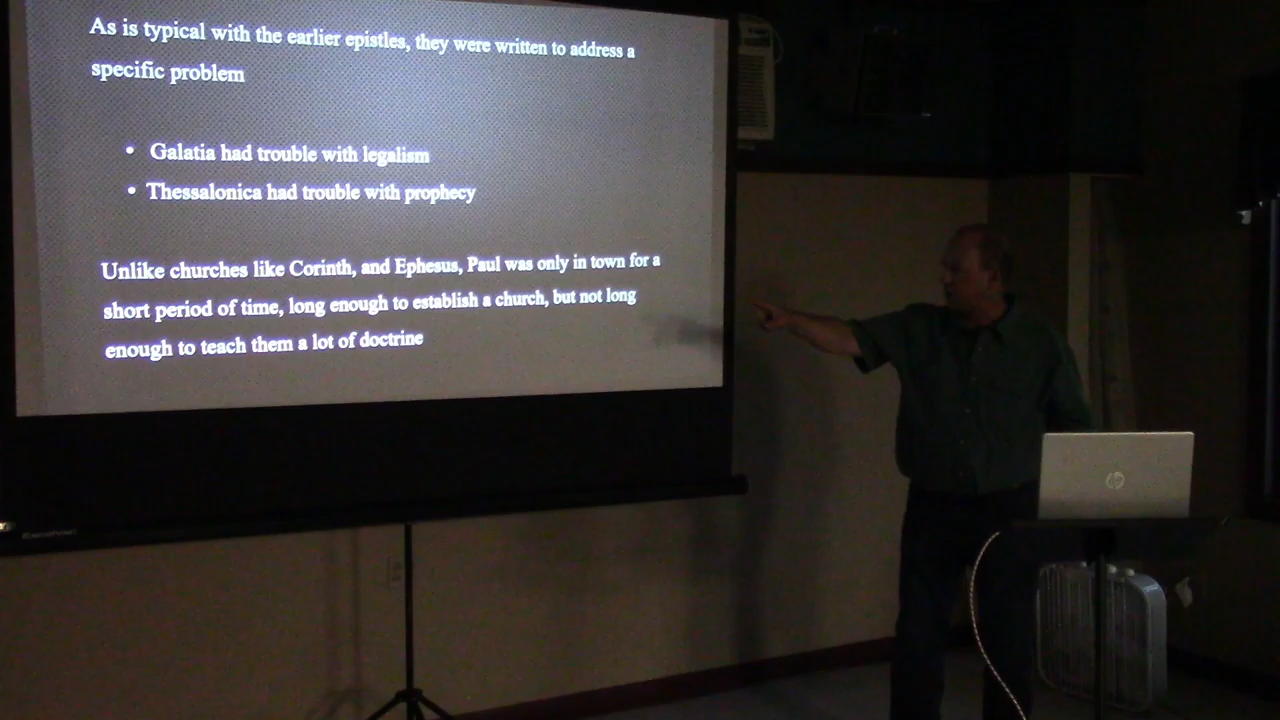 As is typical with the earlier epistles, they were written to address a
specific problem
• Galatia had trouble with legalism
• Thessalonica had trouble with prophecy
Unlike churches like Corinth, and Ephesus, Paul was only in town for a
short period of time, long enough to establish a church, but not long
enough to teach them a lot of doctrine
hp